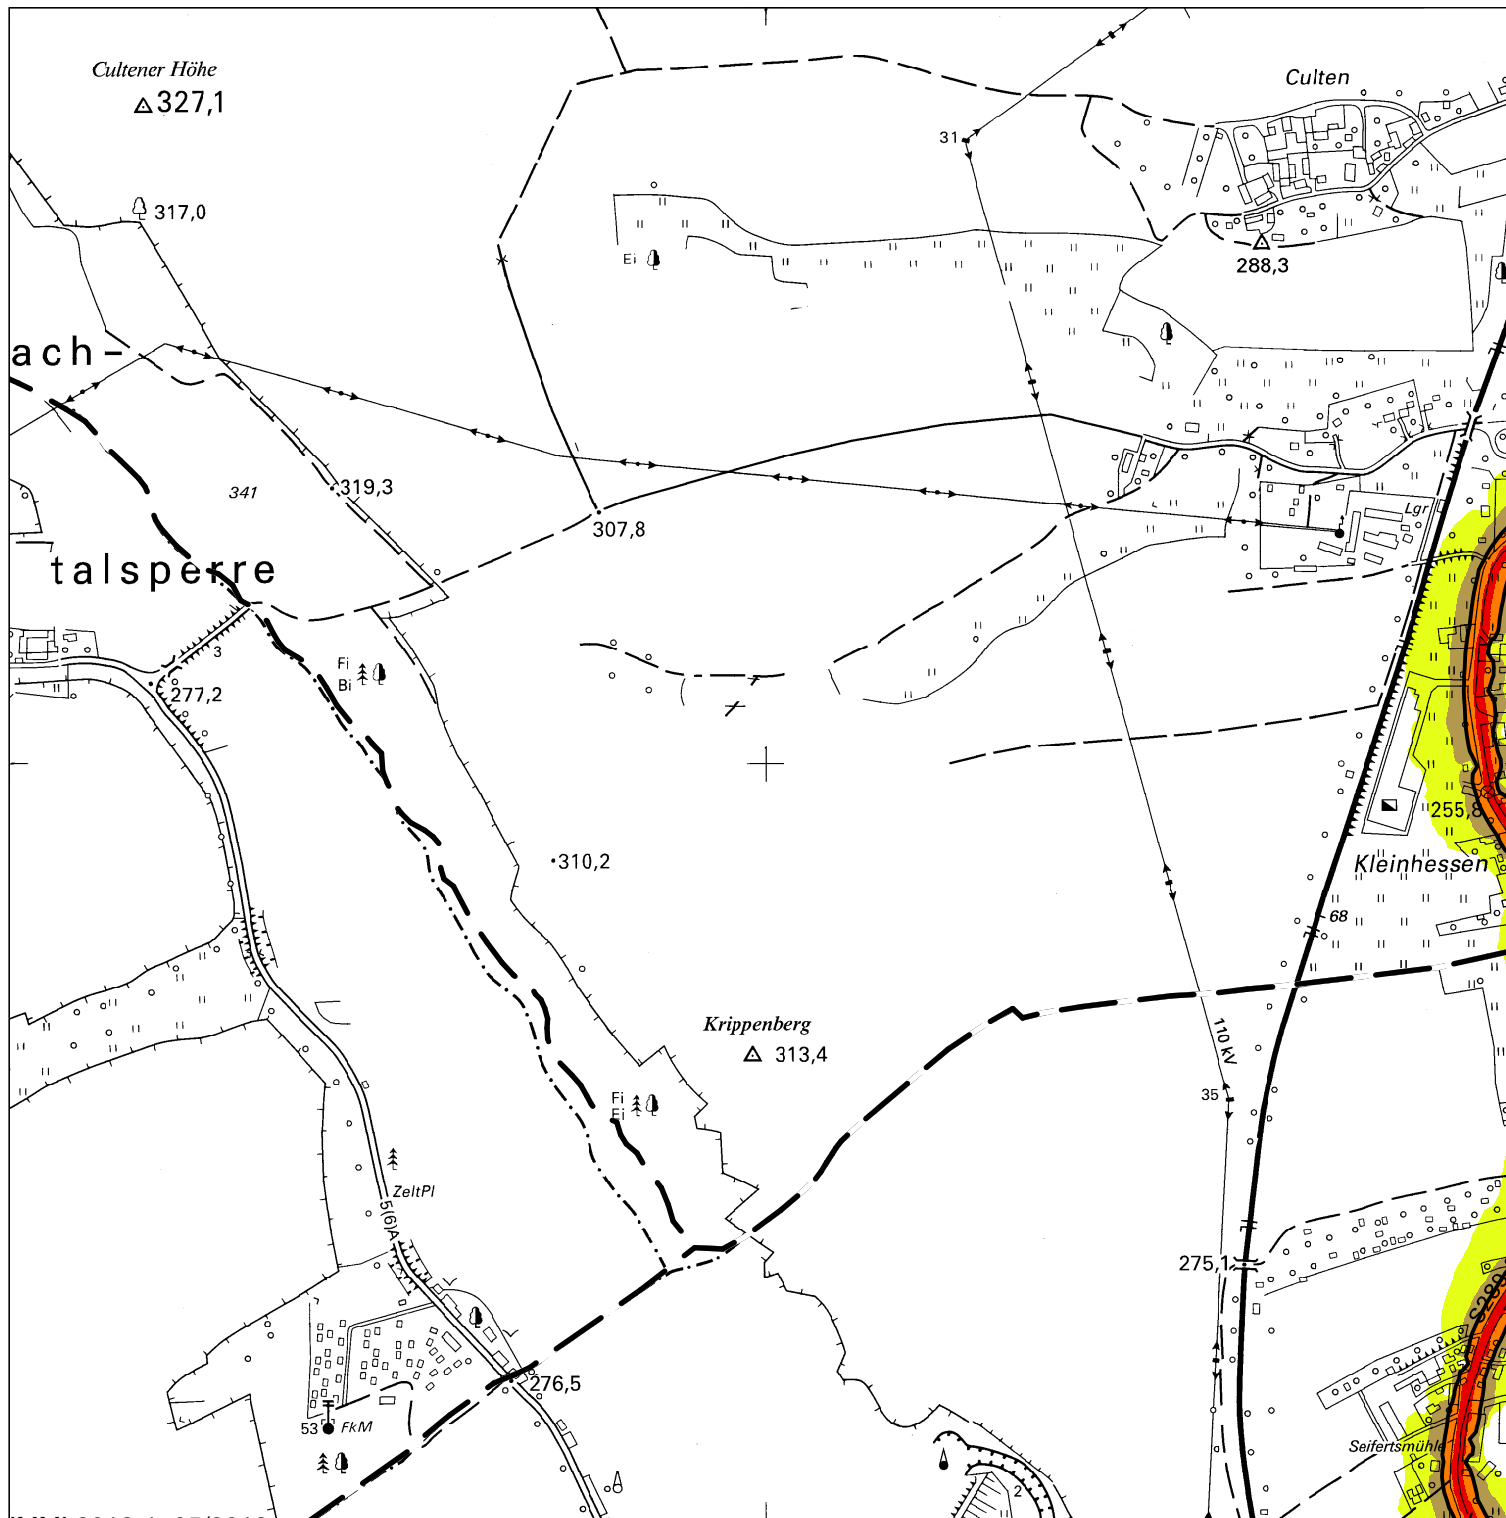 Cultener Höhe
327,1
Culten
31
317,0
Ei
288,3
ach-
341
319,3
307,8
Lgr
talsperre
3
Fi
Bi
277,2
255,8
310,2
Kleinhessen
68
Krippenberg
313,4
110 kV
35
Fi
Ei
ZeltPl
5(6)A
275,1
S289
276,5
53
FkM
Seifertsmühle
2